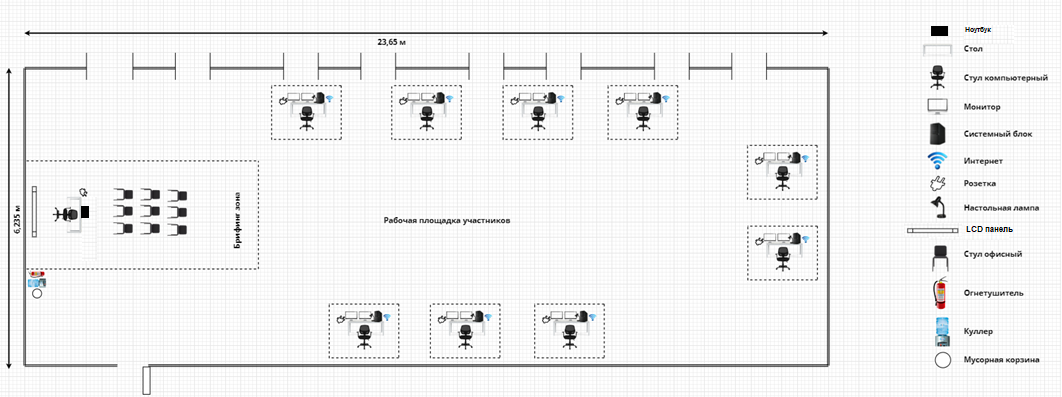 23,65 м
6,235 м
Брифинг зона
Рабочая площадка участников
Ноутбук
Стол
Стул компьютерный
Монитор
Системный блок
Интернет
Розетка
Настольная лампа
LCD панель
Стул офисный
Огнетушитель
Куллер
Мусорная корзина